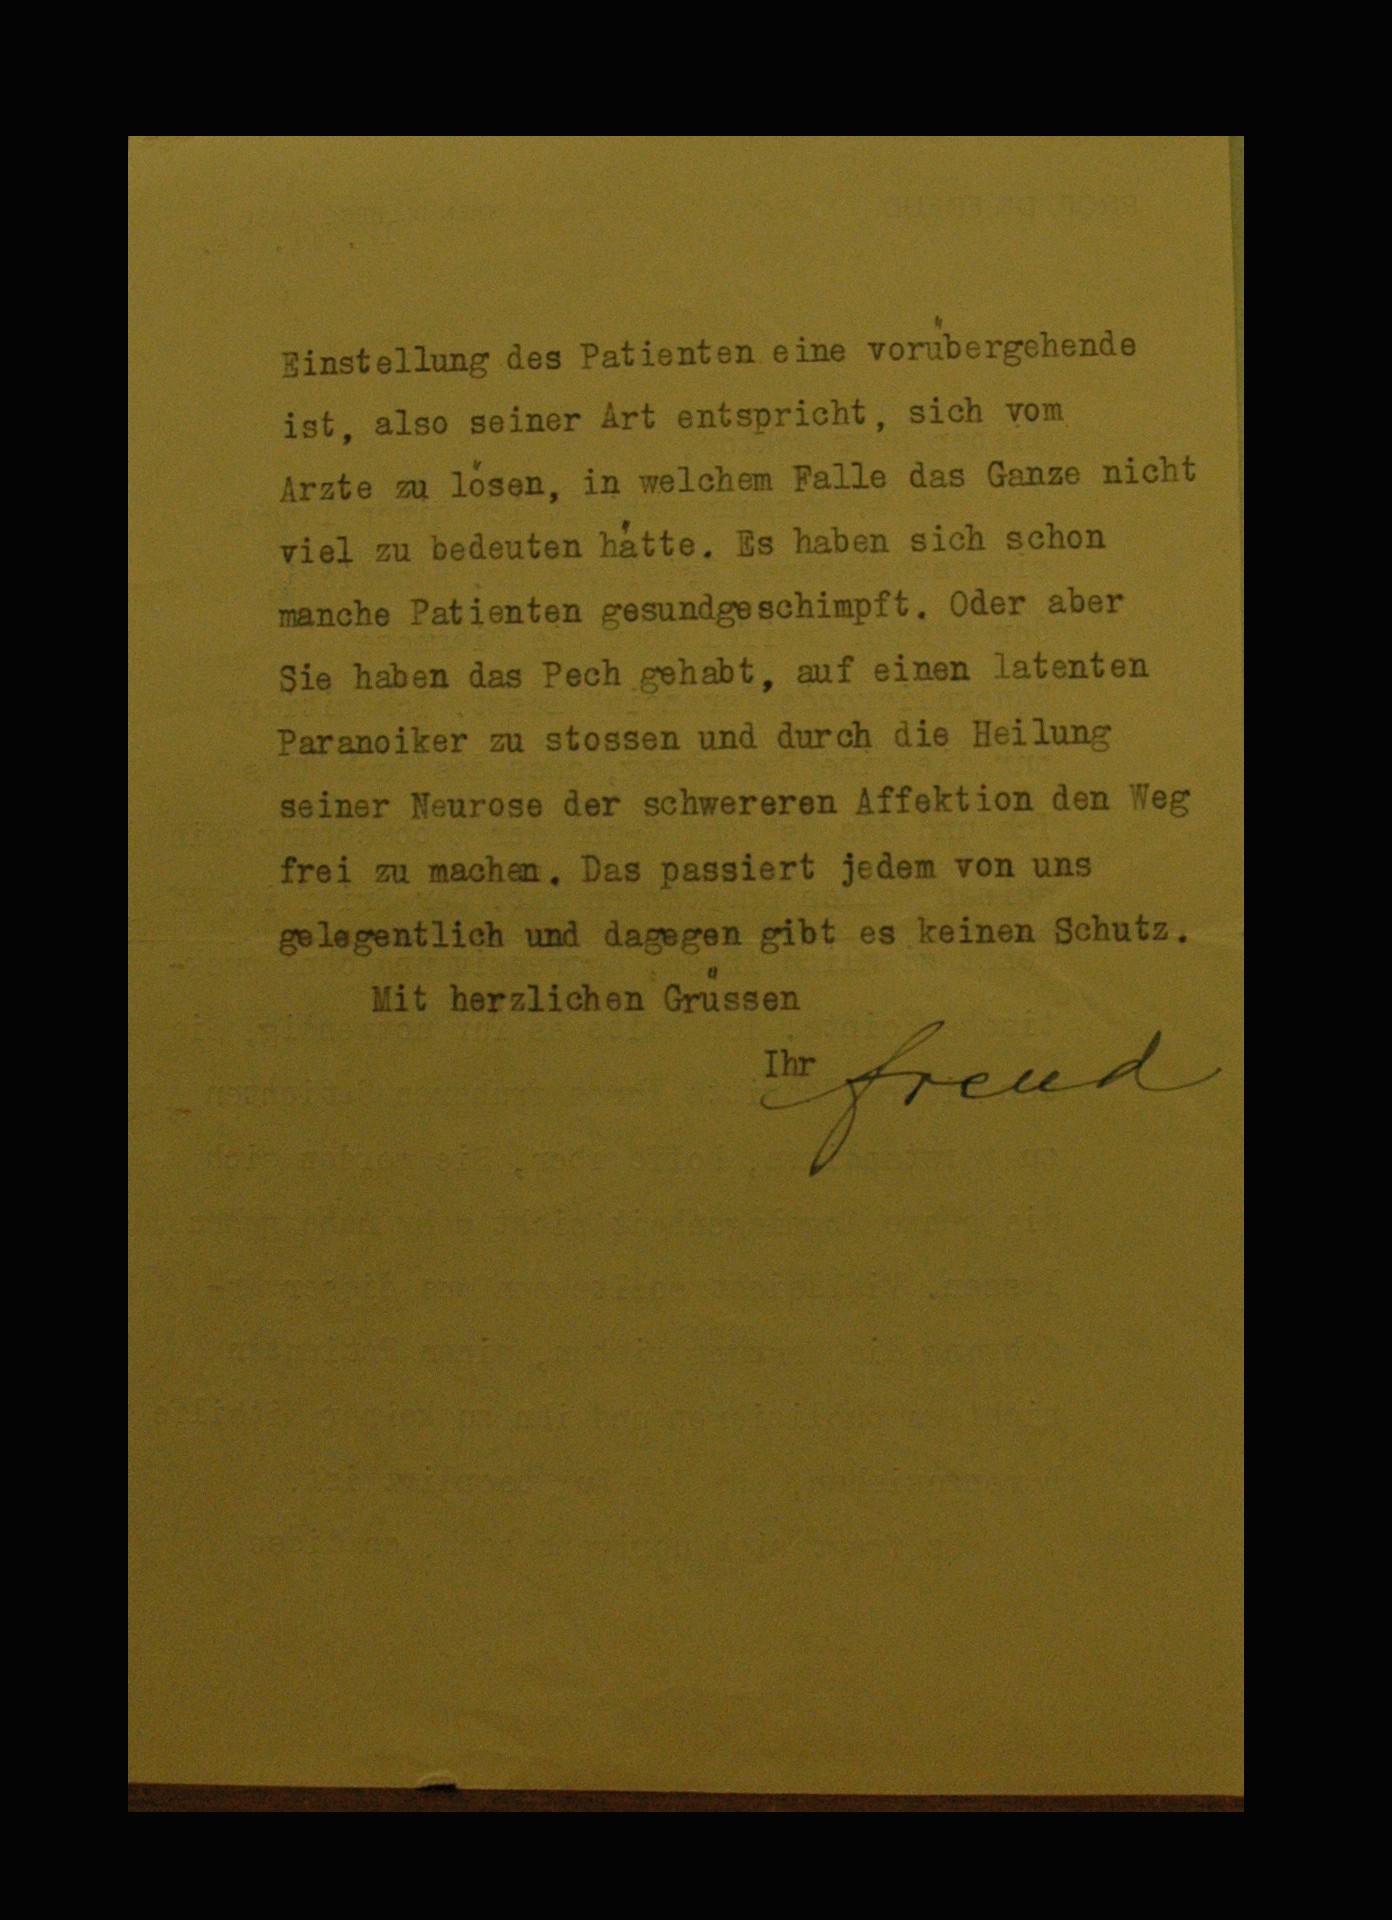 Einstellung des Patienten eine vorübergehende
ist, also seiner Art entspricht, sich vom
Arzte zu lösen, in welchem Falle das Ganze nicht
viel zu bedeuten hätte. Es haben sich schon
manche Patienten gesundgeschimpft. Oder aber
Sie haben das Pech gehabt, auf einen latenten
Paranoiker zu stossen und durch die Heilung
seiner Neurose der schwereren Affektion den Weg
frei zu machen. Das passiert jedem von uns
gelegentlich und dagegen gibt es keinen Schutz.
Mit herzlichen Grüssen
Ihr Freud